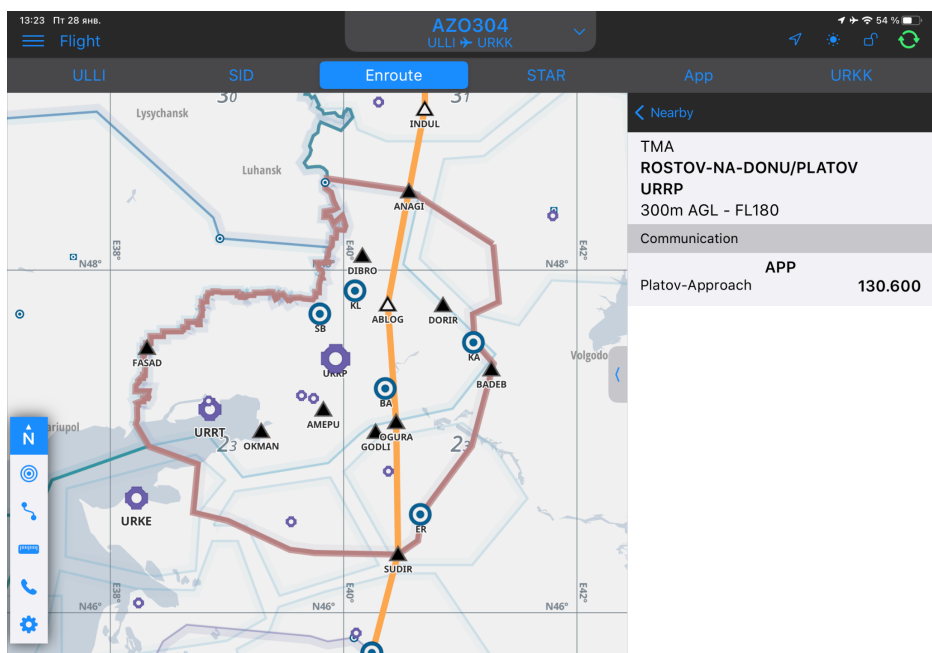 13:23 Пт 28 янв.
54 %
Flight
AZO304
ULLI ✈ URKK
ULLI
SID
Enroute
STAR
App
URKK
Nearby
TMA
ROSTOV-NA-DONU/PLATOV
URRP
300m AGL - FL180
Communication
APP
Platov-Approach 130.600
30
31
Lysychansk
INDUL
Luhansk
ANAGI
E38°
E40°
E42°
N48°
N48°
DIBRO
KL
SB
ABLOG
DORIR
FASAD
KA
Volgodo
URRP
BADEB
BA
AMEPU
URRT
OKMAN
GODLI
OGURA
23
23
ariupol
N
URKE
ER
SUDIR
E38°
E40°
E42°
N46°
N46°
N46°